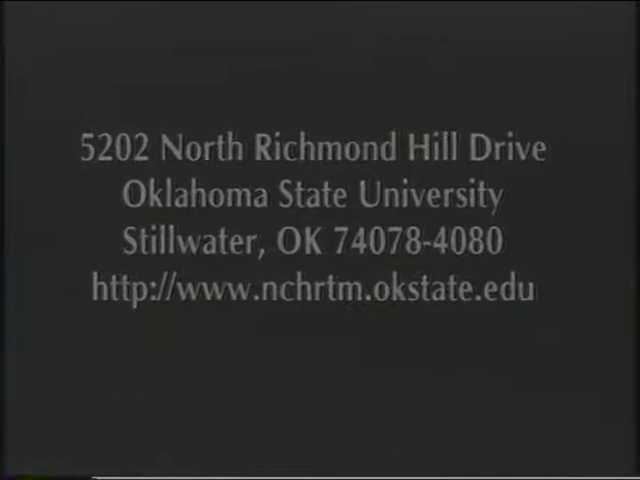 5202 North Richmond Hill Drive
Oklahoma State University
Stillwater, OK 74078-4080
http://www.nchrtm.okstate.edu